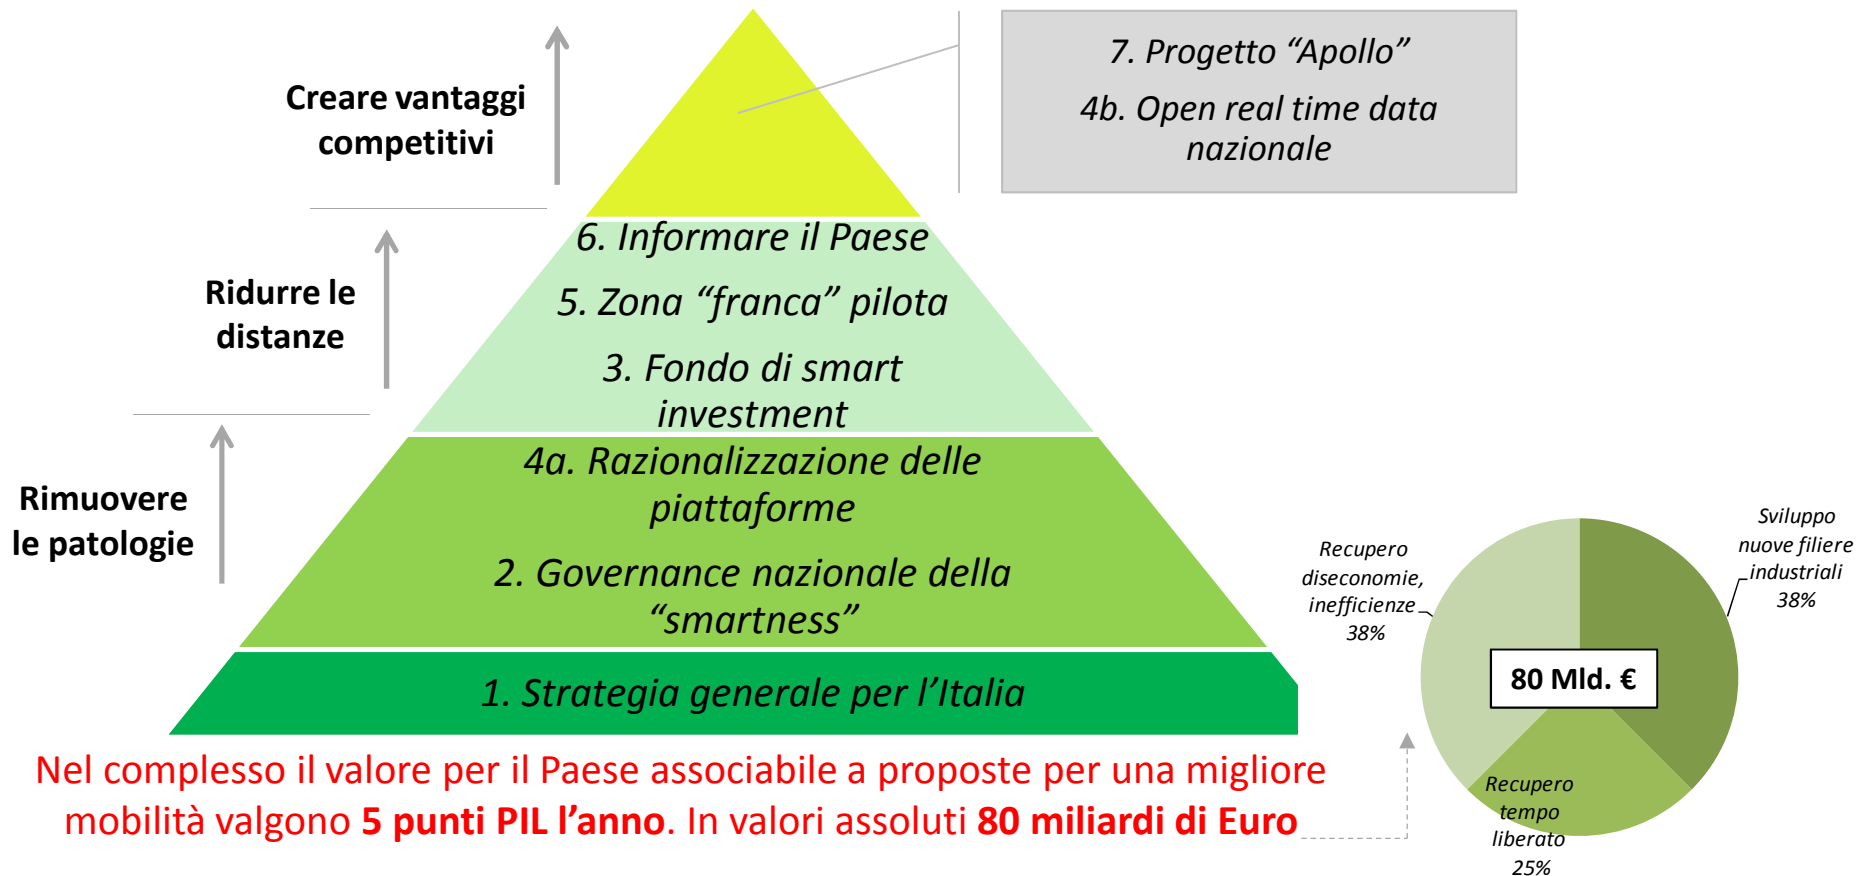 Creare vantaggi
competitivi
7. Progetto “Apollo”
4b. Open real time data
nazionale
Ridurre le
distanze
6. Informare il Paese
5. Zona “franca” pilota
3. Fondo di smart
investment
Rimuovere
le patologie
4a. Razionalizzazione delle
piattaforme
2. Governance nazionale della
“smartness”
1. Strategia generale per l’Italia
Recupero
diseconomie,
inefficienze
38%
Sviluppo
nuove filiere
industriali
38%
80 Mld. €
Recupero
tempo
liberato
25%
Nel complesso il valore per il Paese associabile a proposte per una migliore
mobilità valgono 5 punti PIL l’anno. In valori assoluti 80 miliardi di Euro